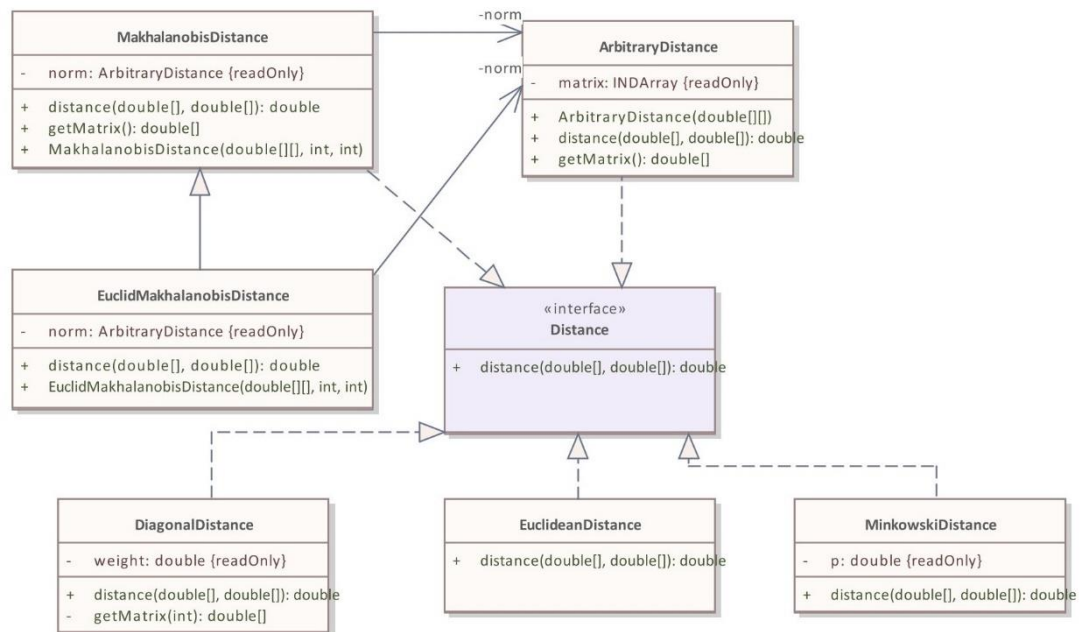 MakhalanobisDistance
- norm: ArbitraryDistance {readOnly}
+ distance(double[], double[]): double
+ getMatrix(): double[]
+ MakhalanobisDistance(double[][], int, int)
-norm
-norm
ArbitraryDistance
- matrix: INDArray {readOnly}
+ ArbitraryDistance(double[][])
+ distance(double[], double[]): double
+ getMatrix(): double[]
EuclidMakhalanobisDistance
- norm: ArbitraryDistance {readOnly}
+ distance(double[], double[]): double
+ EuclidMakhalanobisDistance(double[][], int, int)
«interface»
Distance
+ distance(double[], double[]): double
DiagonalDistance
- weight: double {readOnly}
+ distance(double[], double[]): double
- getMatrix(int): double[]
EuclideanDistance
+ distance(double[], double[]): double
MinkowskiDistance
- p: double {readOnly}
+ distance(double[], double[]): double